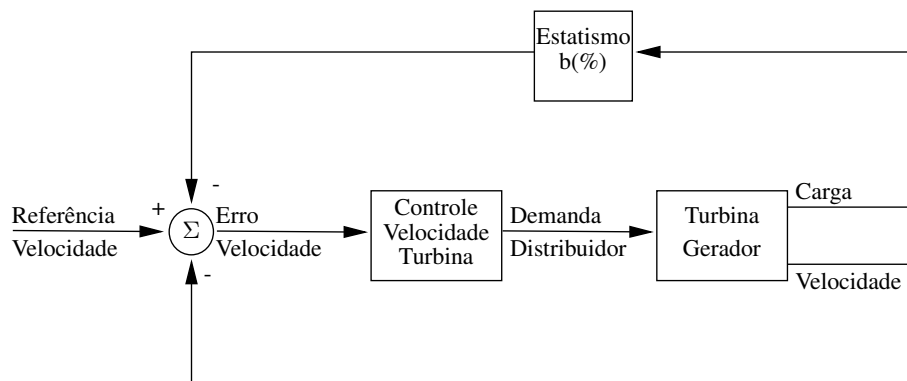 Estatismo
b(%)
-
+
Referência
Velocidade
Σ
Erro
Velocidade
-
Controle
Velocidade
Turbina
Demanda
Distribuidor
Turbina
Gerador
Carga
Velocidade